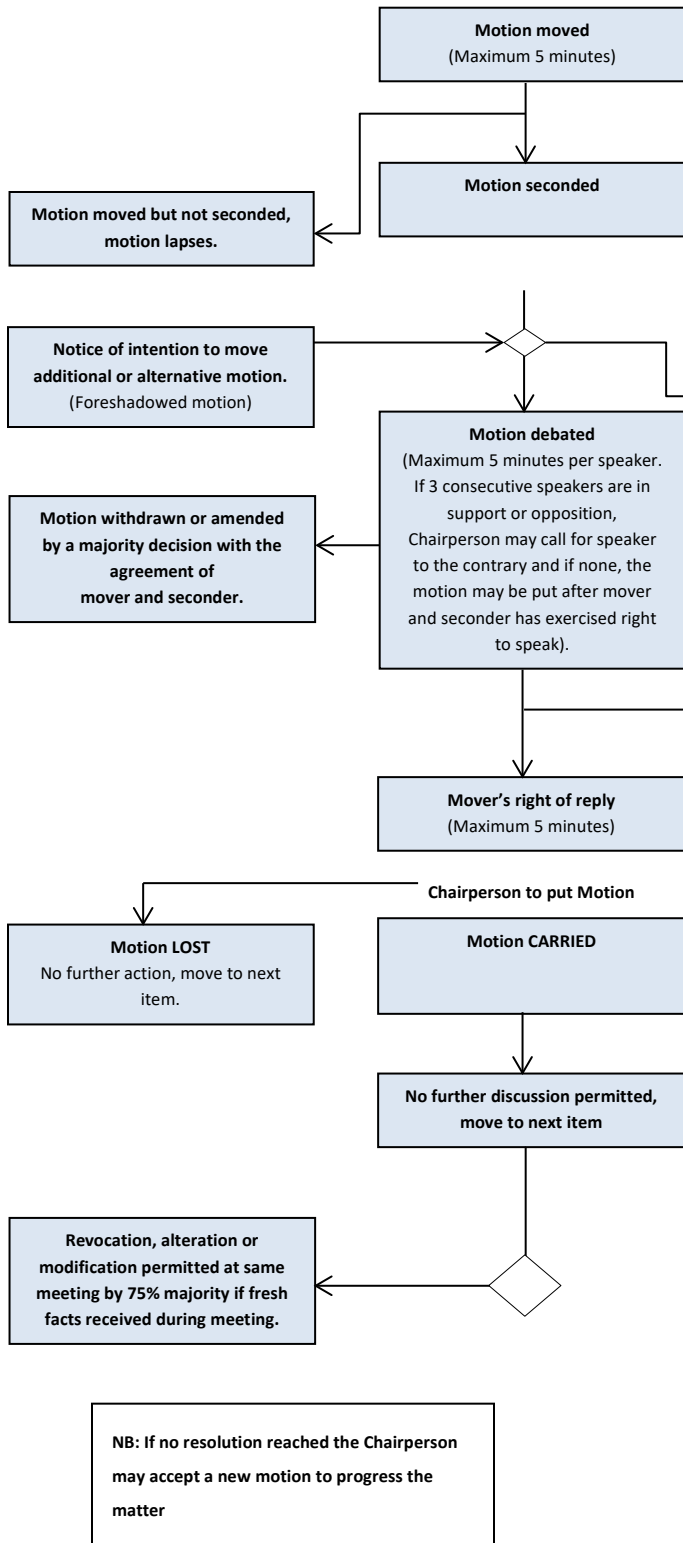 Motion moved
(Maximum 5 minutes)
Motion seconded
Motion moved but not seconded,
motion lapses.
Notice of intention to move
additional or alternative motion.
(Foreshadowed motion)
Motion debated
(Maximum 5 minutes per speaker.
If 3 consecutive speakers are in
support or opposition,
Chairperson may call for speaker
to the contrary and if none, the
motion may be put after mover
and seconder has exercised right
to speak).
Motion withdrawn or amended
by a majority decision with the
agreement of
mover and seconder.
Mover’s right of reply
(Maximum 5 minutes)
Chairperson to put Motion
Motion LOST
No further action, move to next
item.
Motion CARRIED
No further discussion permitted,
move to next item
Revocation, alteration or
modification permitted at same
meeting by 75% majority if fresh
facts received during meeting.
NB: If no resolution reached the Chairperson
may accept a new motion to progress the
matter